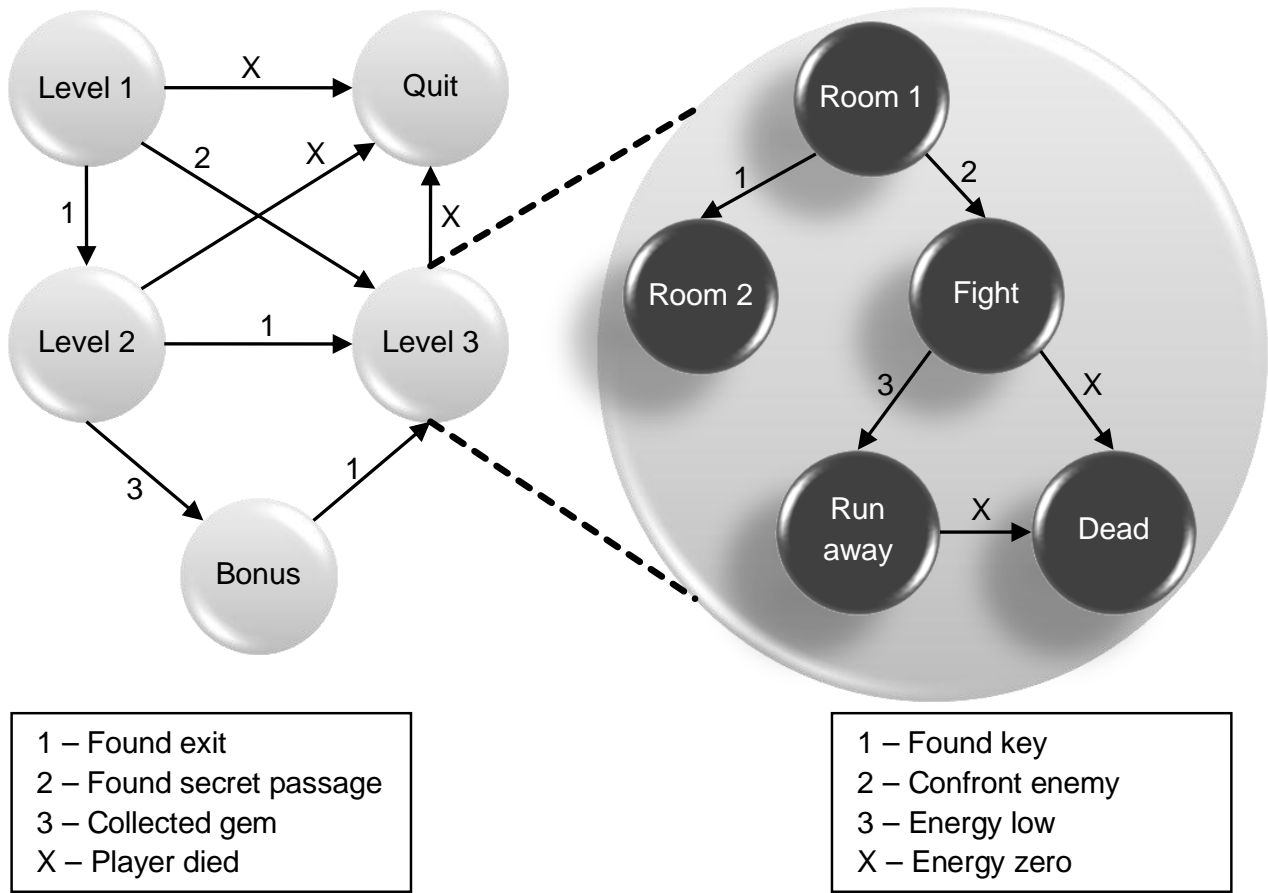 Level 1
X
Quit
2
X
1
X
Level 2
1
Level 3
3
1
Bonus
Room 1
1
2
Room 2
Fight
3
X
Run
away
X
Dead
1 – Found exit
2 – Found secret passage
3 – Collected gem
X – Player died
1 – Found key
2 – Confront enemy
3 – Energy low
X – Energy zero